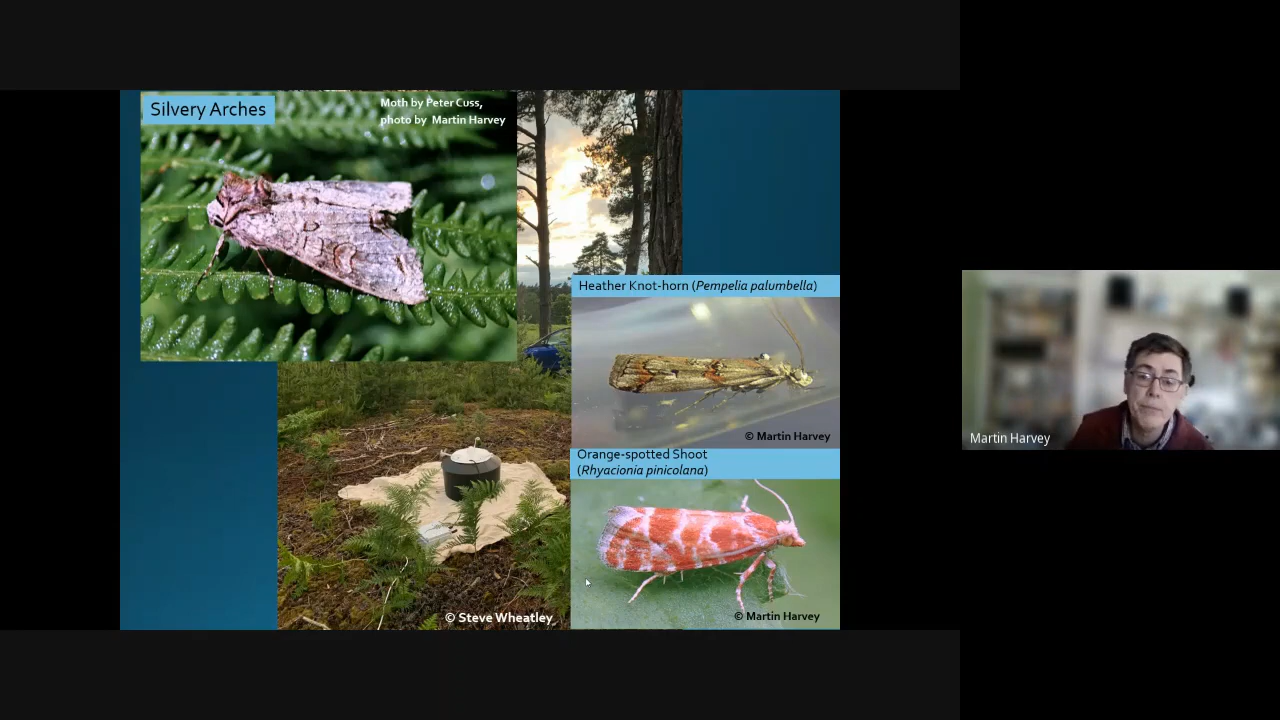 Silvery Arches
Moth by Peter Cuss,
photo by Martin Harvey
Heather Knot-horn (Pempelia palumbella)
© Martin Harvey
Orange-spotted Shoot
(Rhyacionia pinicolana)
© Martin Harvey
© Steve Wheatley
Martin Harvey